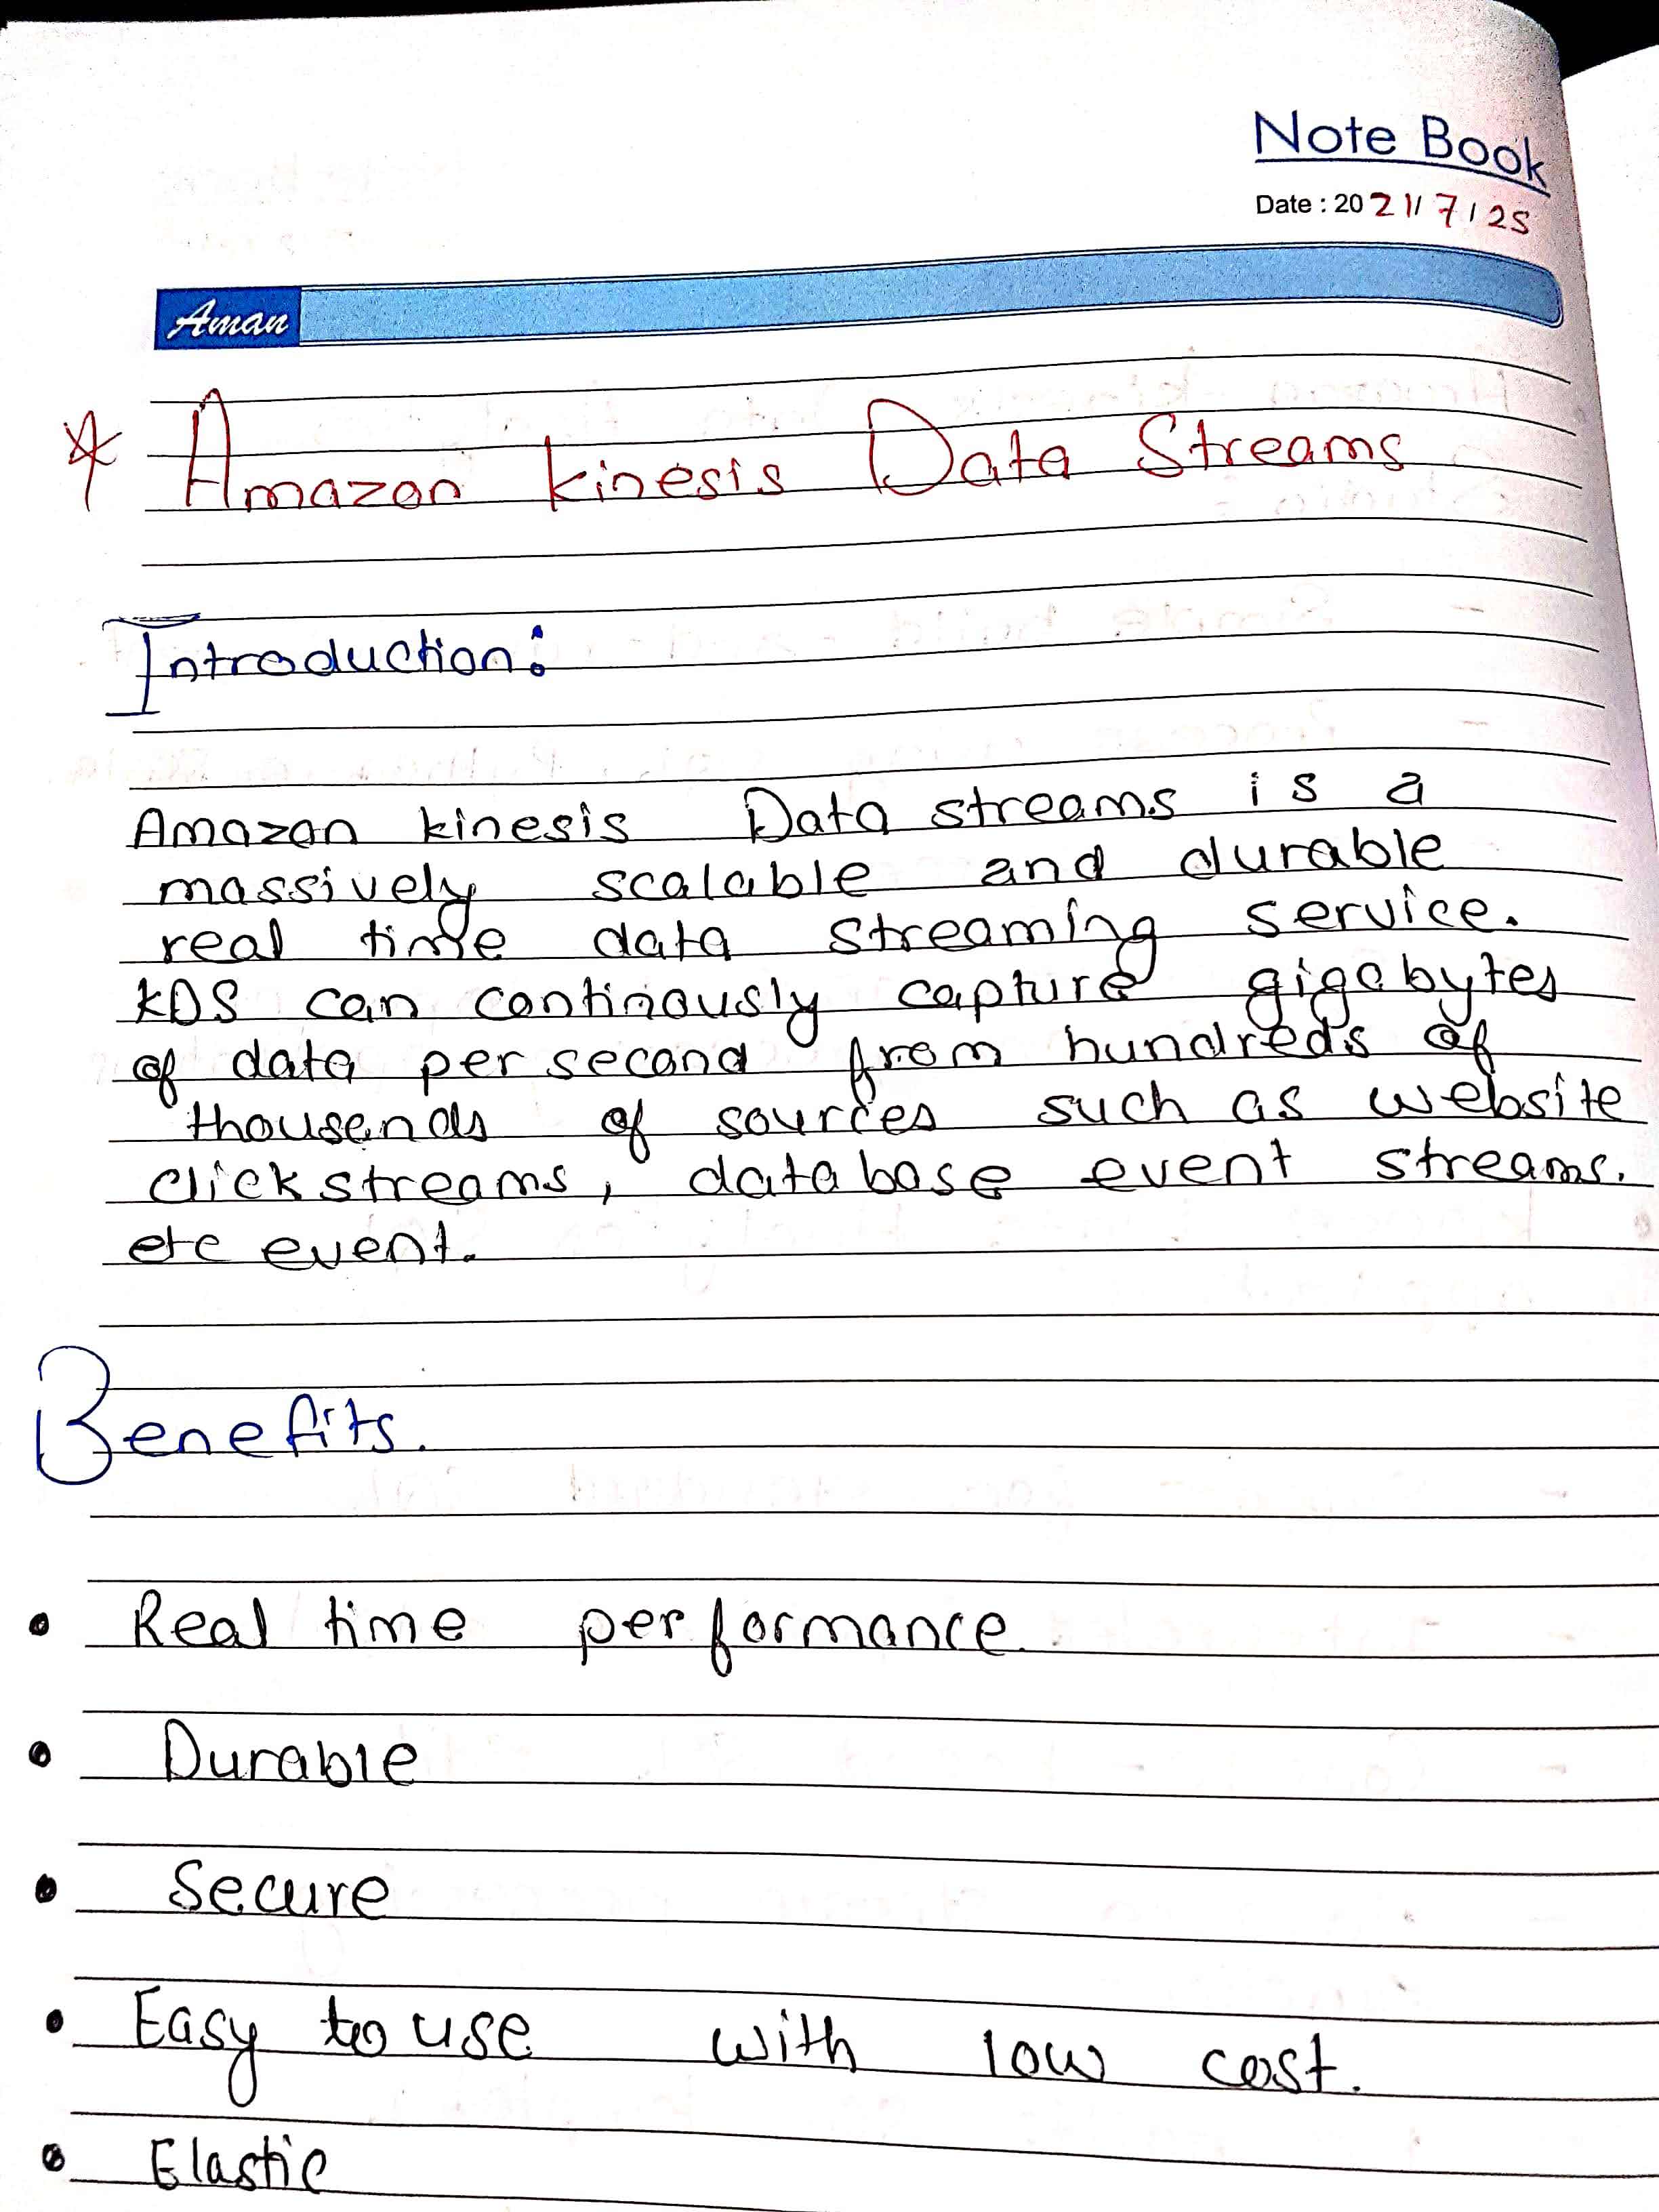 Note Book
Date : 2021/7/25
Aman
* Amazon kinesis Data Streams
Introduction:
Amazon kinesis Data streams is a
massively scalable and durable
real time data streaming service.
KDS can continously capture gigabytes
of data per second from hundreds of
thousands of sources such as website
clickstreams, database event streams.
etc event.
Benefits.
• Real time performance.
• Durable
• Secure
• Easy to use with low cost.
• Elastic